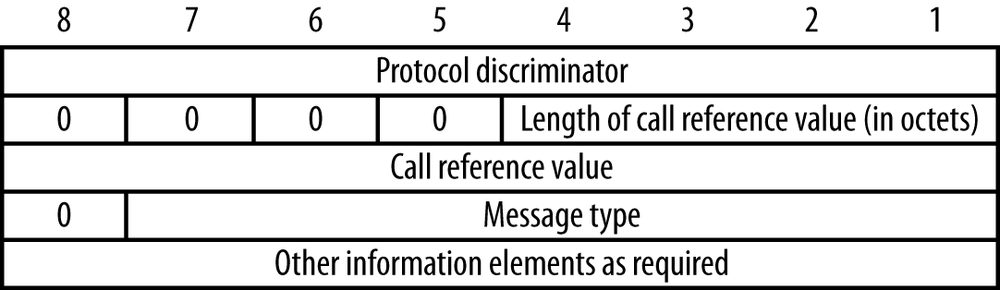 8 7 6 5 4 3 2 1
Protocol discriminator
0 0 0 0 Length of call reference value (in octets)
Call reference value
0 Message type
Other information elements as required